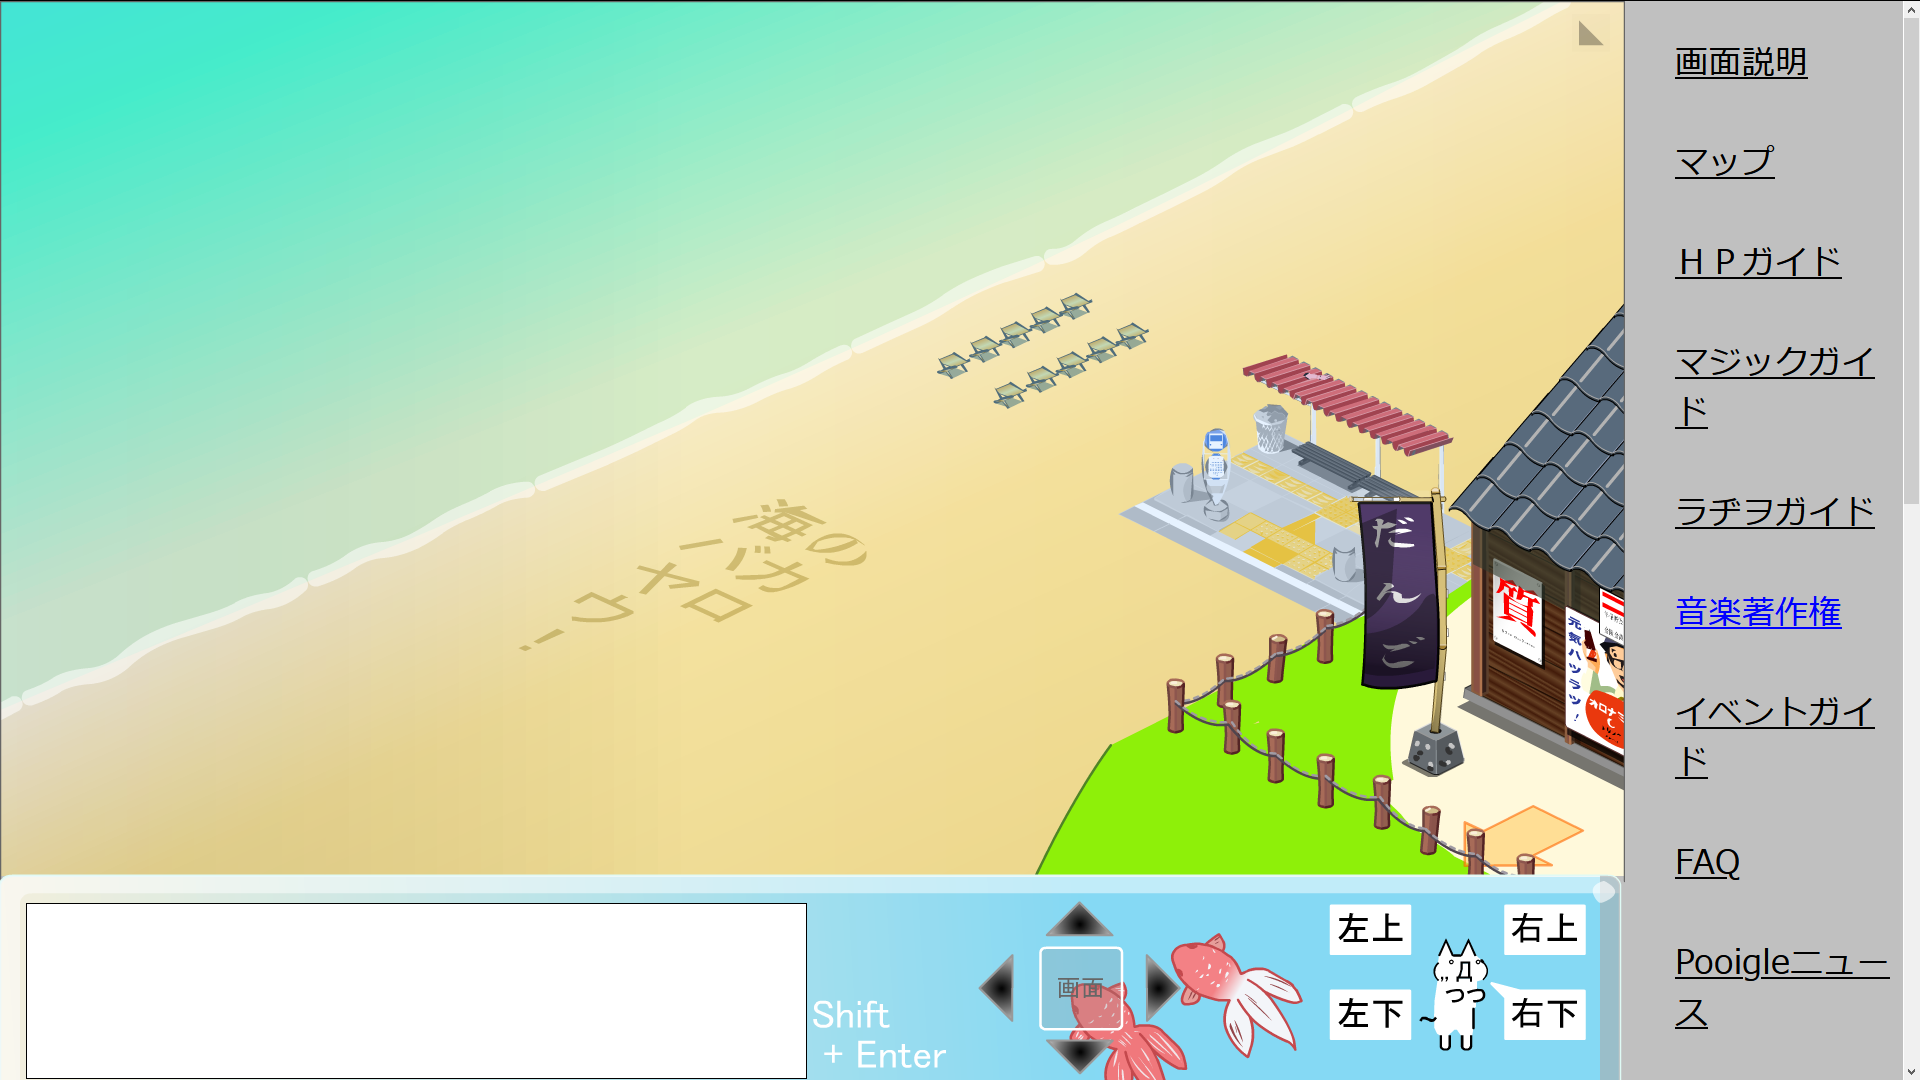 海の
バカ
ヤロ
ウー!
だんご
質
元気ハツラツ!
オロナミ
C
画面
Shift
+ Enter
左上
右上
左下
右下
画面説明
マップ
HPガイド
マジックガイ
ド
ラヂヲガイド
音楽著作権
イベントガイ
ド
FAQ
Pooigleニュー
ス